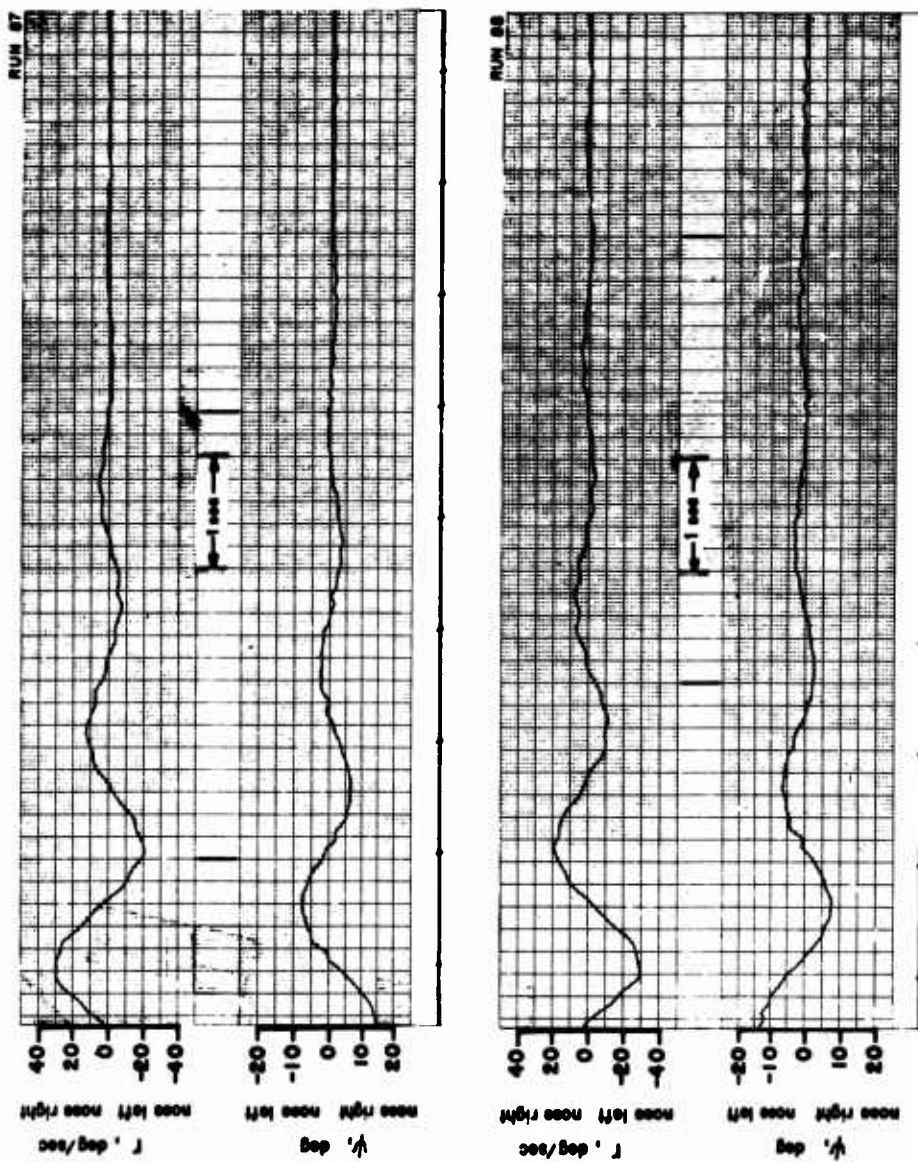 RUN 87
40
20
0
-20
-40
nose left nose right
r, deg/sec
1 sec
-20
-10
0
10
20
nose right nose left
ψ, deg
RUN 88
40
20
0
-20
-40
nose left nose right
r, deg/sec
1 sec
-20
-10
0
10
20
nose right nose left
ψ, deg